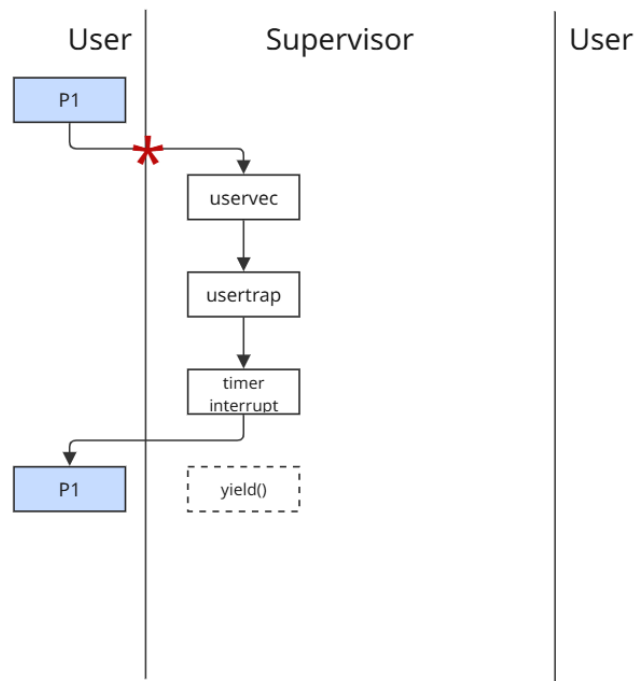 User
Supervisor
User
P1
*
uservec
usertrap
timer
interrupt
P1
yield()